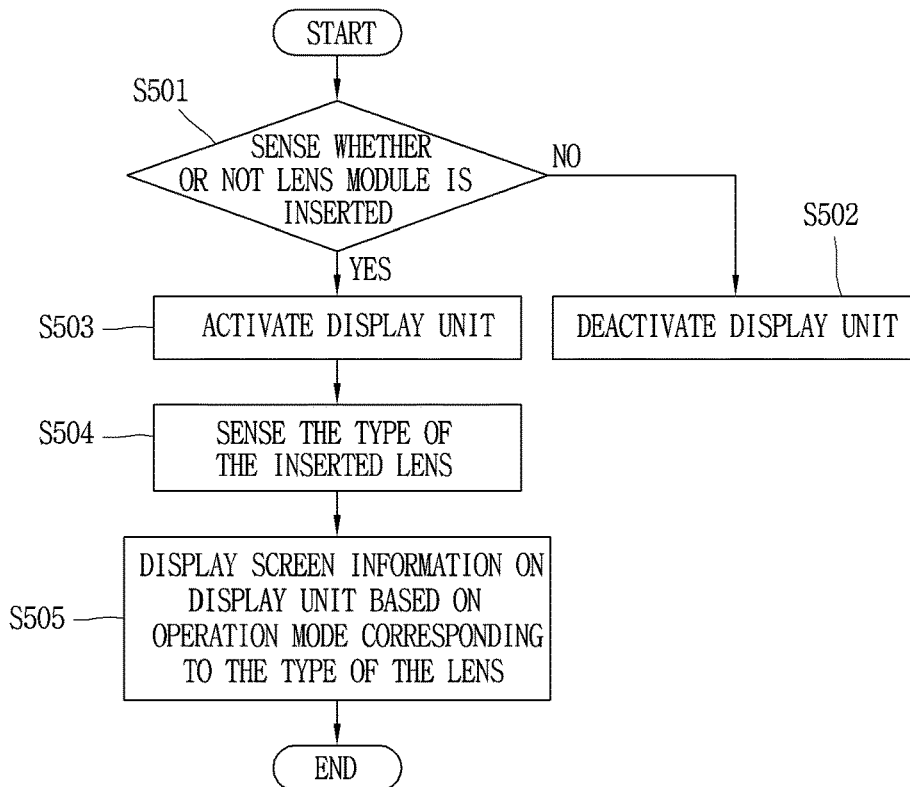 START
S501
SENSE WHETHER
OR NOT LENS MODULE IS
INSERTED
NO
S502
YES
S503
ACTIVATE DISPLAY UNIT
DEACTIVATE DISPLAY UNIT
S504
SENSE THE TYPE OF
THE INSERTED LENS
S505
DISPLAY SCREEN INFORMATION ON
DISPLAY UNIT BASED ON
OPERATION MODE CORRESPONDING
TO THE TYPE OF THE LENS
END